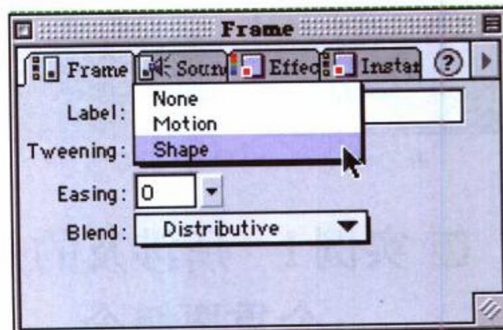 Frame
Frame Soun Effec Instar ?
Label:
None
Motion
Tweening: Shape
Easing: 0
Blend: Distributive